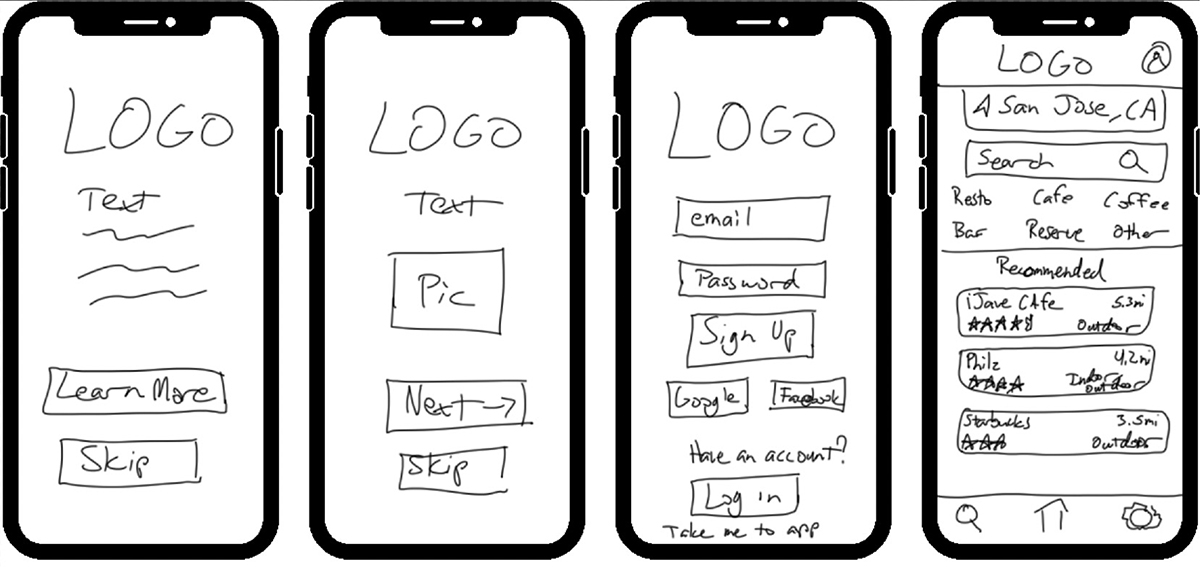 LOGO
Text
Learn More
Skip
LOGO
Text
Pic
Next →
Skip
LOGO
email
Password
Sign Up
Google Facebook
Have an account?
Log in
Take me to app
LOGO
San Jose, CA
Search
Resto Cafe Coffee
Bar Reserve Other
Recommended
iJave CAfe 5.3mi
Outdoor
Philz 4.2mi
Indoor
Outdoor
Starbucks 3.5mi
Outdoor